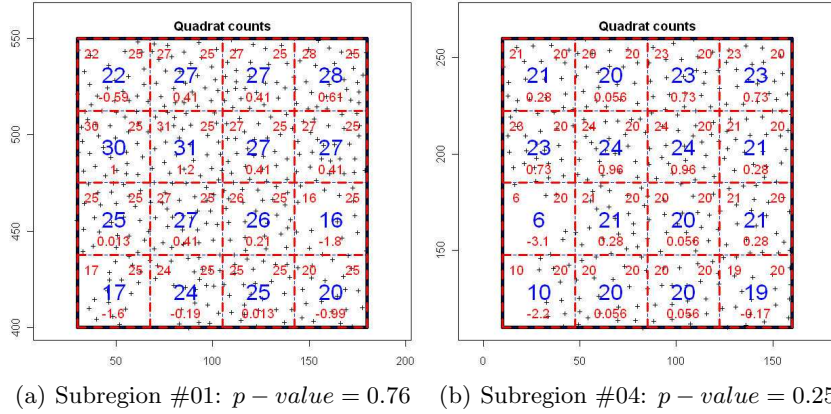 Quadrat counts
550
500
450
400
22 25 27 25 27 25 28 25
22 27 27 28
-0.59 0.41 0.41 0.61
30 25 31 25 27 25 27 25
30 31 27 27
1 1.2 0.41 0.41
25 25 27 25 26 25 16 25
25 27 26 16
0.013 0.41 0.21 -1.8
17 25 24 25 25 25 20 25
17 24 25 20
-1.6 -0.19 0.013 -0.99
50 100 150 200
(a) Subregion #01: p − value = 0.76
Quadrat counts
250
200
150
21 20 20 20 23 20 23 20
21 20 23 23
0.28 0.056 0.73 0.73
23 20 24 20 24 20 21 20
23 24 24 21
0.73 0.96 0.96 0.28
6 20 21 20 20 20 21 20
6 21 20 21
-3.1 0.28 0.056 0.28
10 20 20 20 20 20 19 20
10 20 20 19
-2.2 0.056 0.056 -0.17
0 50 100 150
(b) Subregion #04: p − value = 0.25